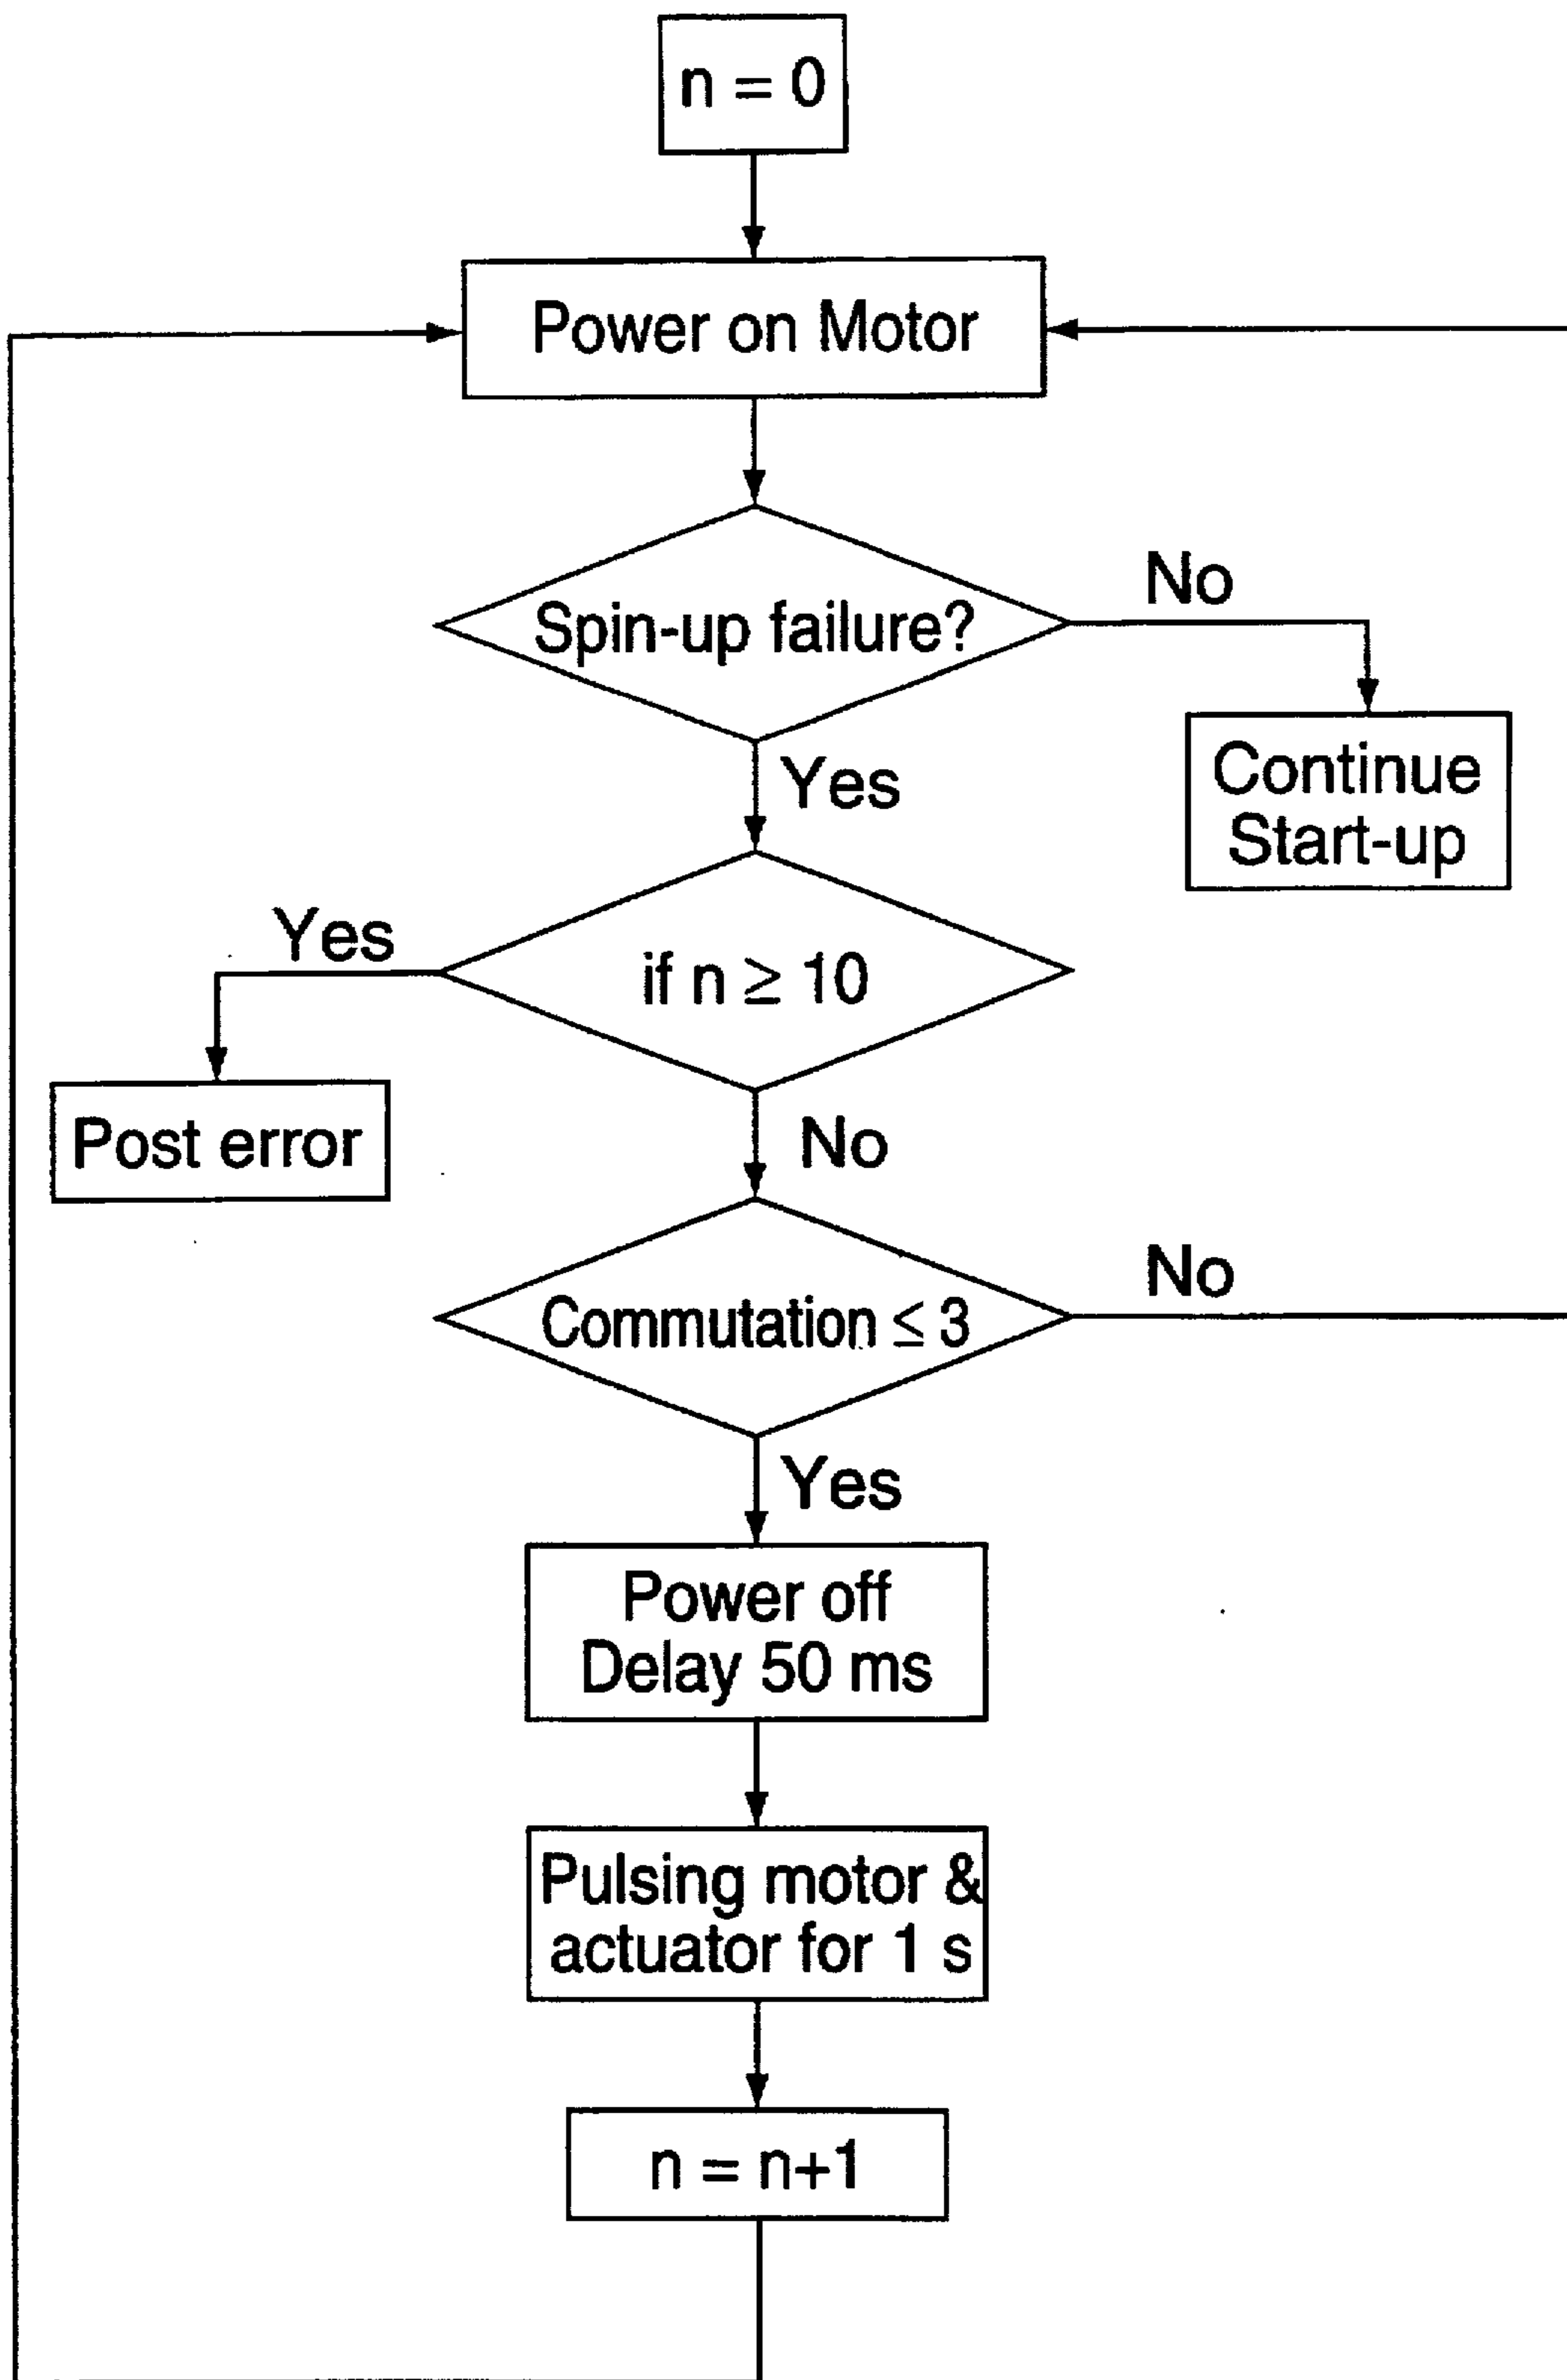 n = 0
Power on Motor
Spin-up failure?
No
Continue
Start-up
Yes
if n ≥ 10
Yes
Post error
No
Commutation ≤ 3
No
Yes
Power off
Delay 50 ms
Pulsing motor &
actuator for 1 s
n = n+1